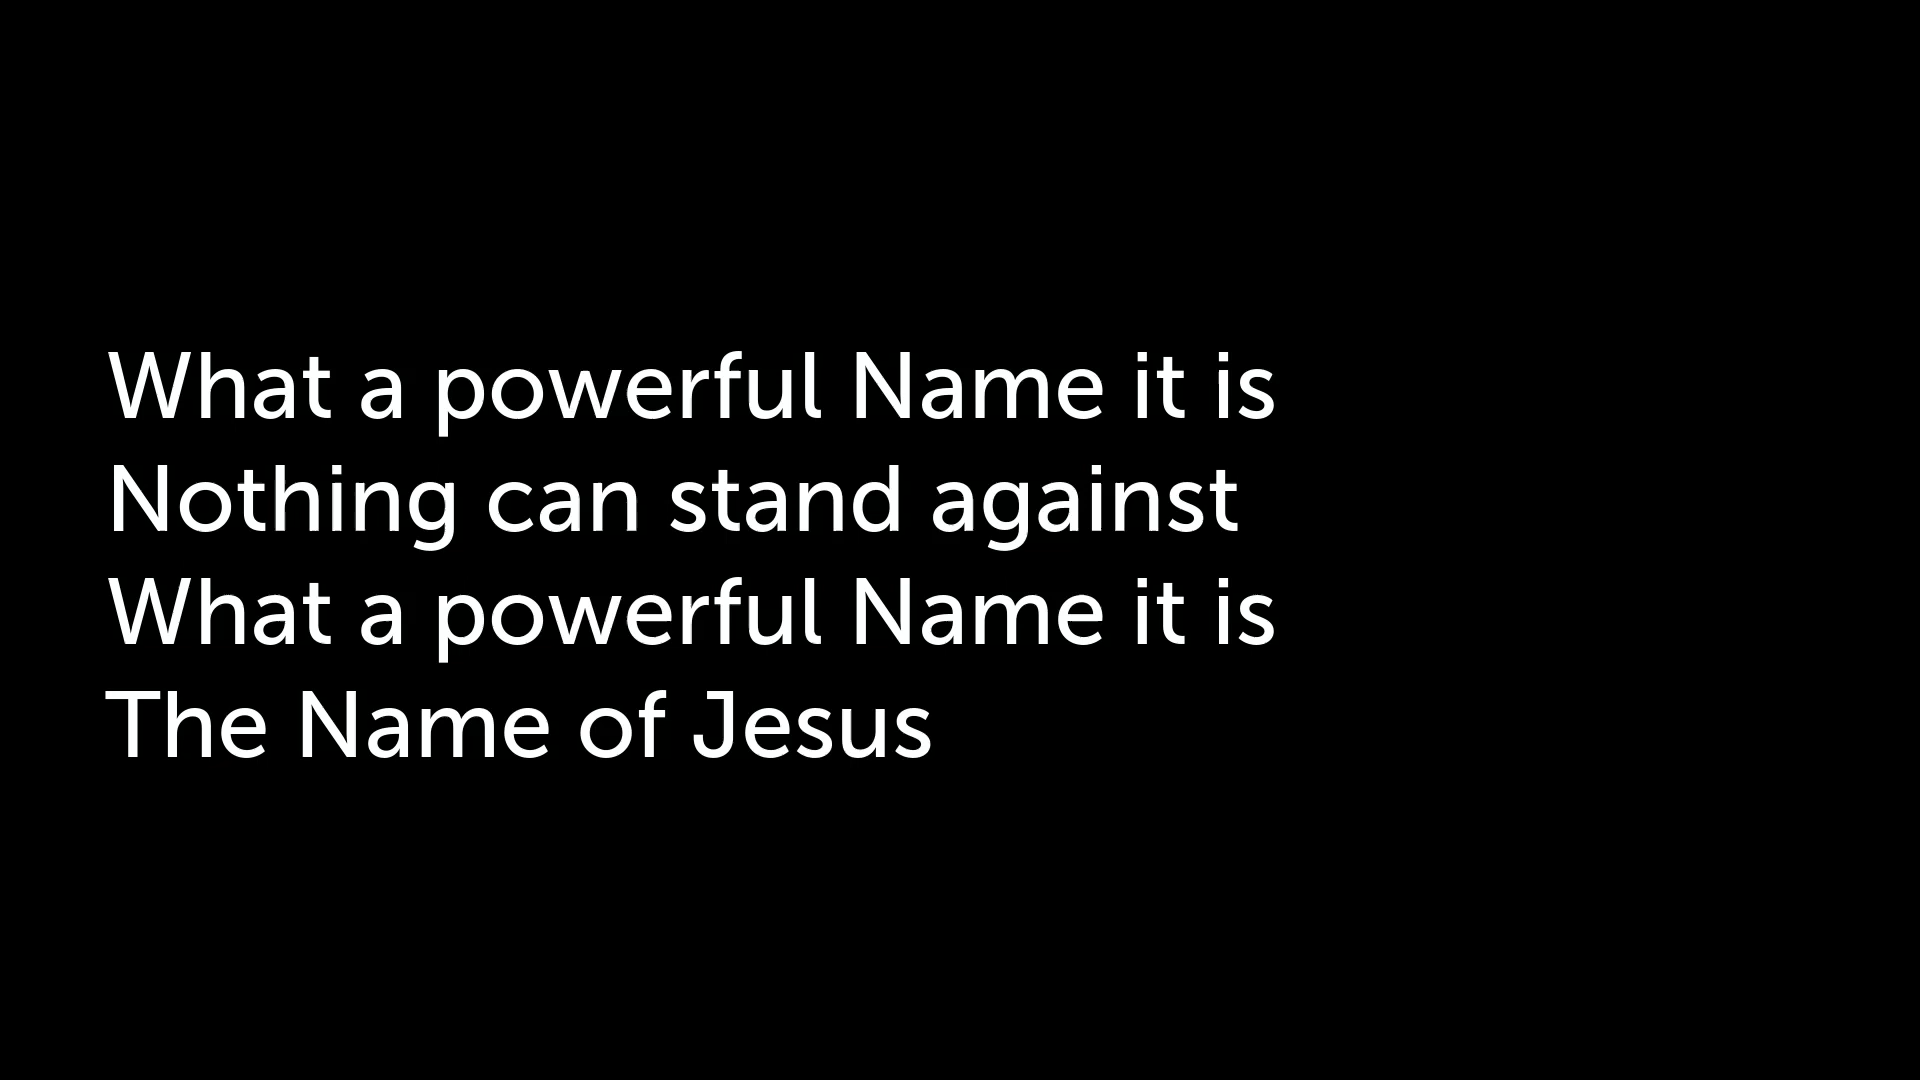 What a powerful Name it is
Nothing can stand against
What a powerful Name it is
The Name of Jesus